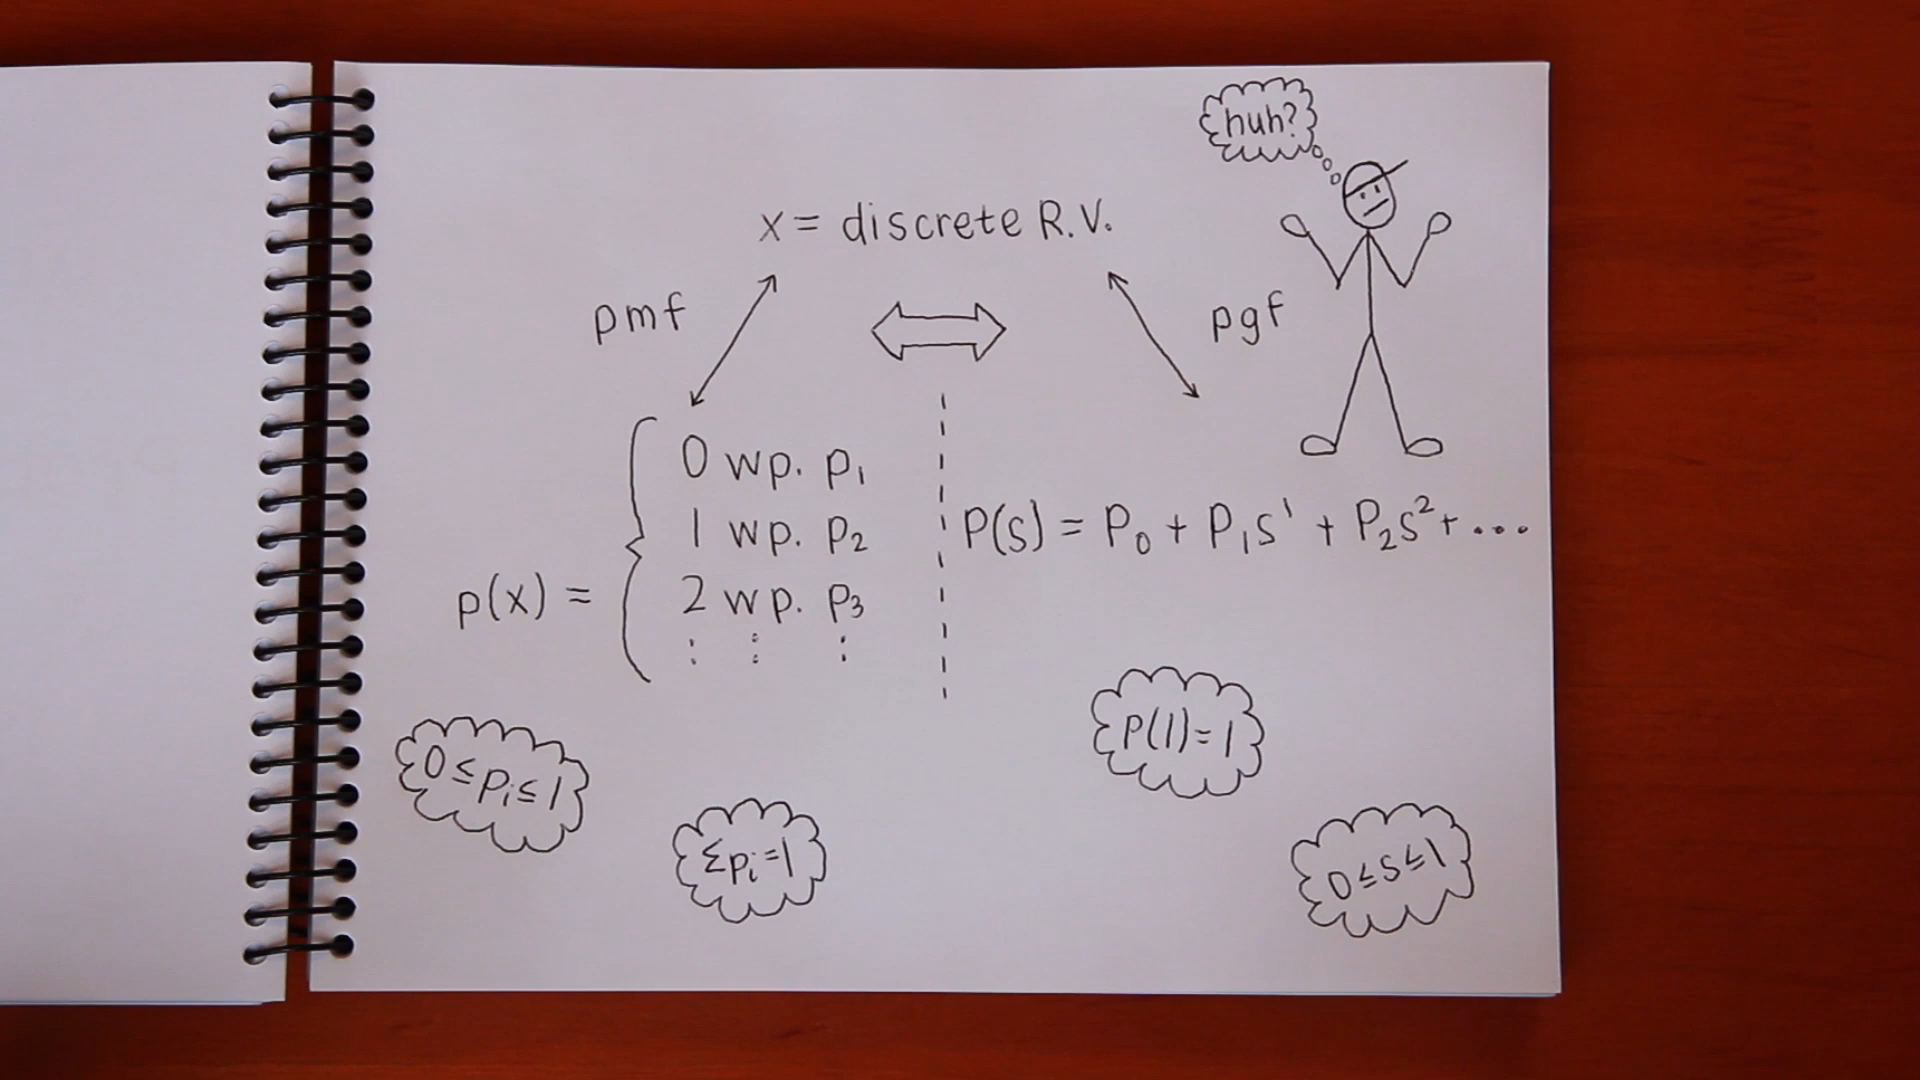 huh?
x = discrete R.V.
pmf
pgf
0 wp. p₁
1 wp. p₂
2 wp. p₃
⋮ ⋮ ⋮
p(x) =
P(s) = P₀ + P₁s¹ + P₂s² + ...
0 ≤ pᵢ ≤ 1
Σpᵢ=1
P(1)=1
0 ≤ s ≤ 1